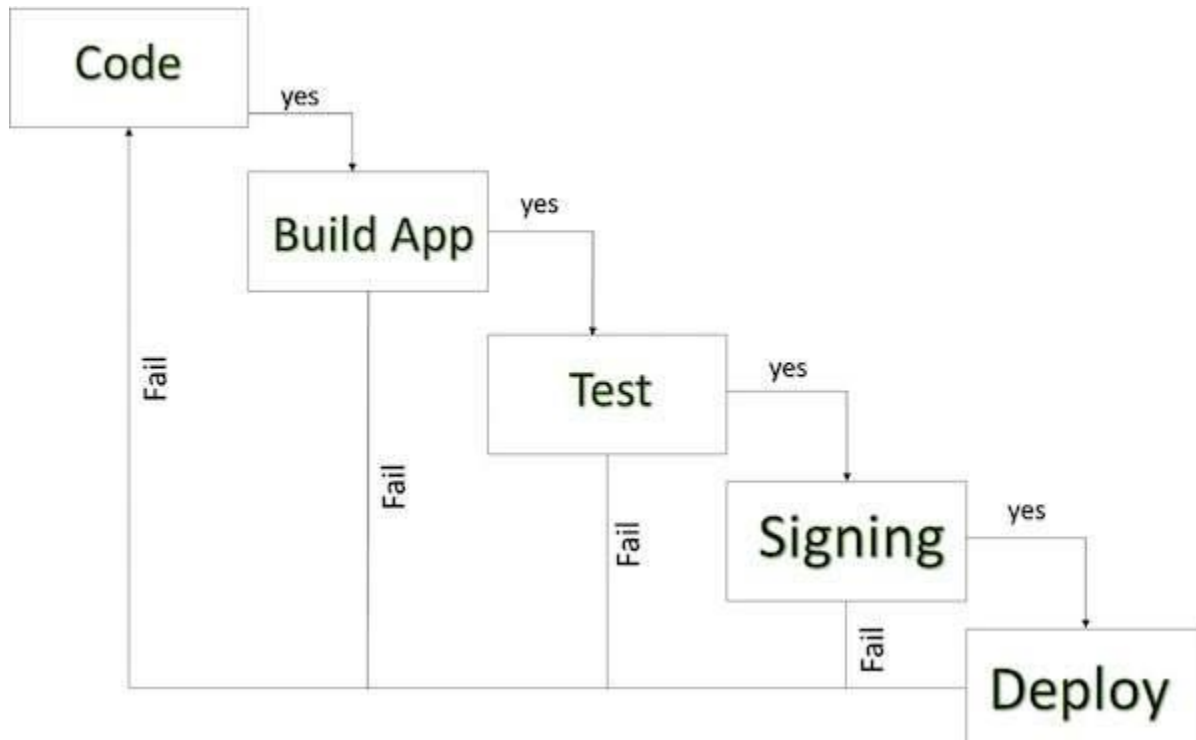 Code
yes
Build App
yes
Test
yes
Signing
yes
Deploy
Fail
Fail
Fail
Fail